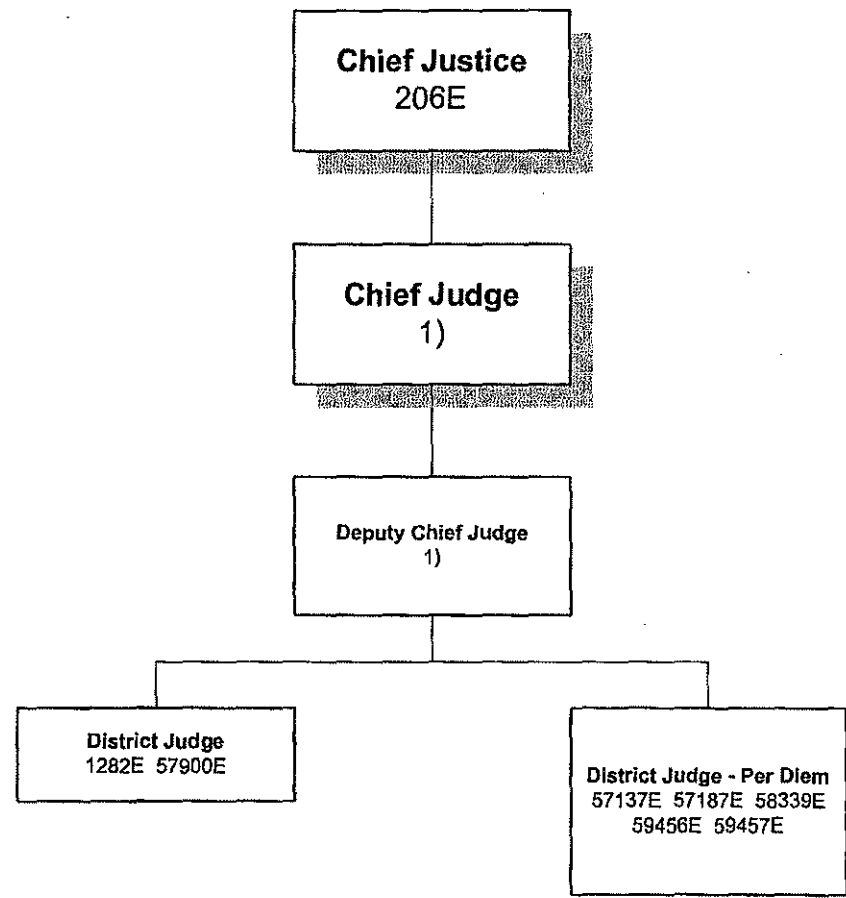 Chief Justice
206E
Chief Judge
1)
Deputy Chief Judge
1)
District Judge
1282E 57900E
District Judge - Per Diem
57137E 57187E 58339E
59456E 59457E